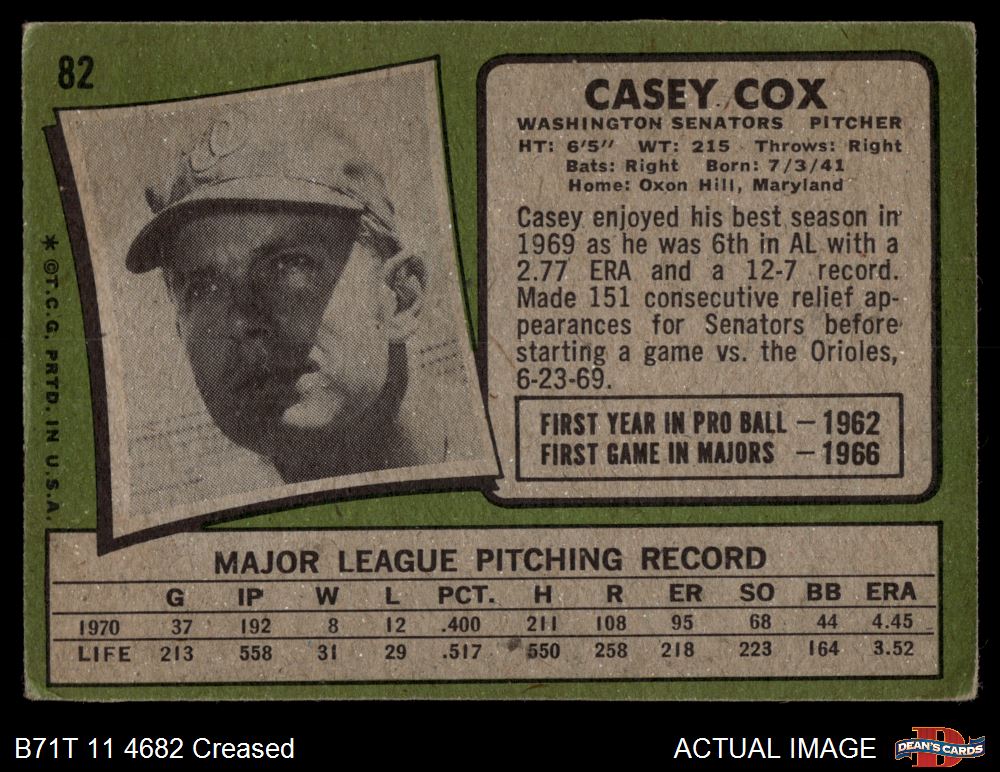 82
CASEY COX
WASHINGTON SENATORS PITCHER
HT: 6'5" WT: 215 Throws: Right
Bats: Right Born: 7/3/41
Home: Oxon Hill, Maryland
Casey enjoyed his best season in
1969 as he was 6th in AL with a
2.77 ERA and a 12-7 record.
Made 151 consecutive relief ap-
pearances for Senators before
starting a game vs. the Orioles,
6-23-69.
FIRST YEAR IN PRO BALL — 1962
FIRST GAME IN MAJORS — 1966
* © T.C.G. PRTD. IN U.S.A.
MAJOR LEAGUE PITCHING RECORD
G IP W L PCT. H R ER SO BB ERA
1970 37 192 8 12 .400 211 108 95 68 44 4.45
LIFE 213 558 31 29 .517 550 258 218 223 164 3.52
B71T 11 4682 Creased
ACTUAL IMAGE
DEAN'S CARDS